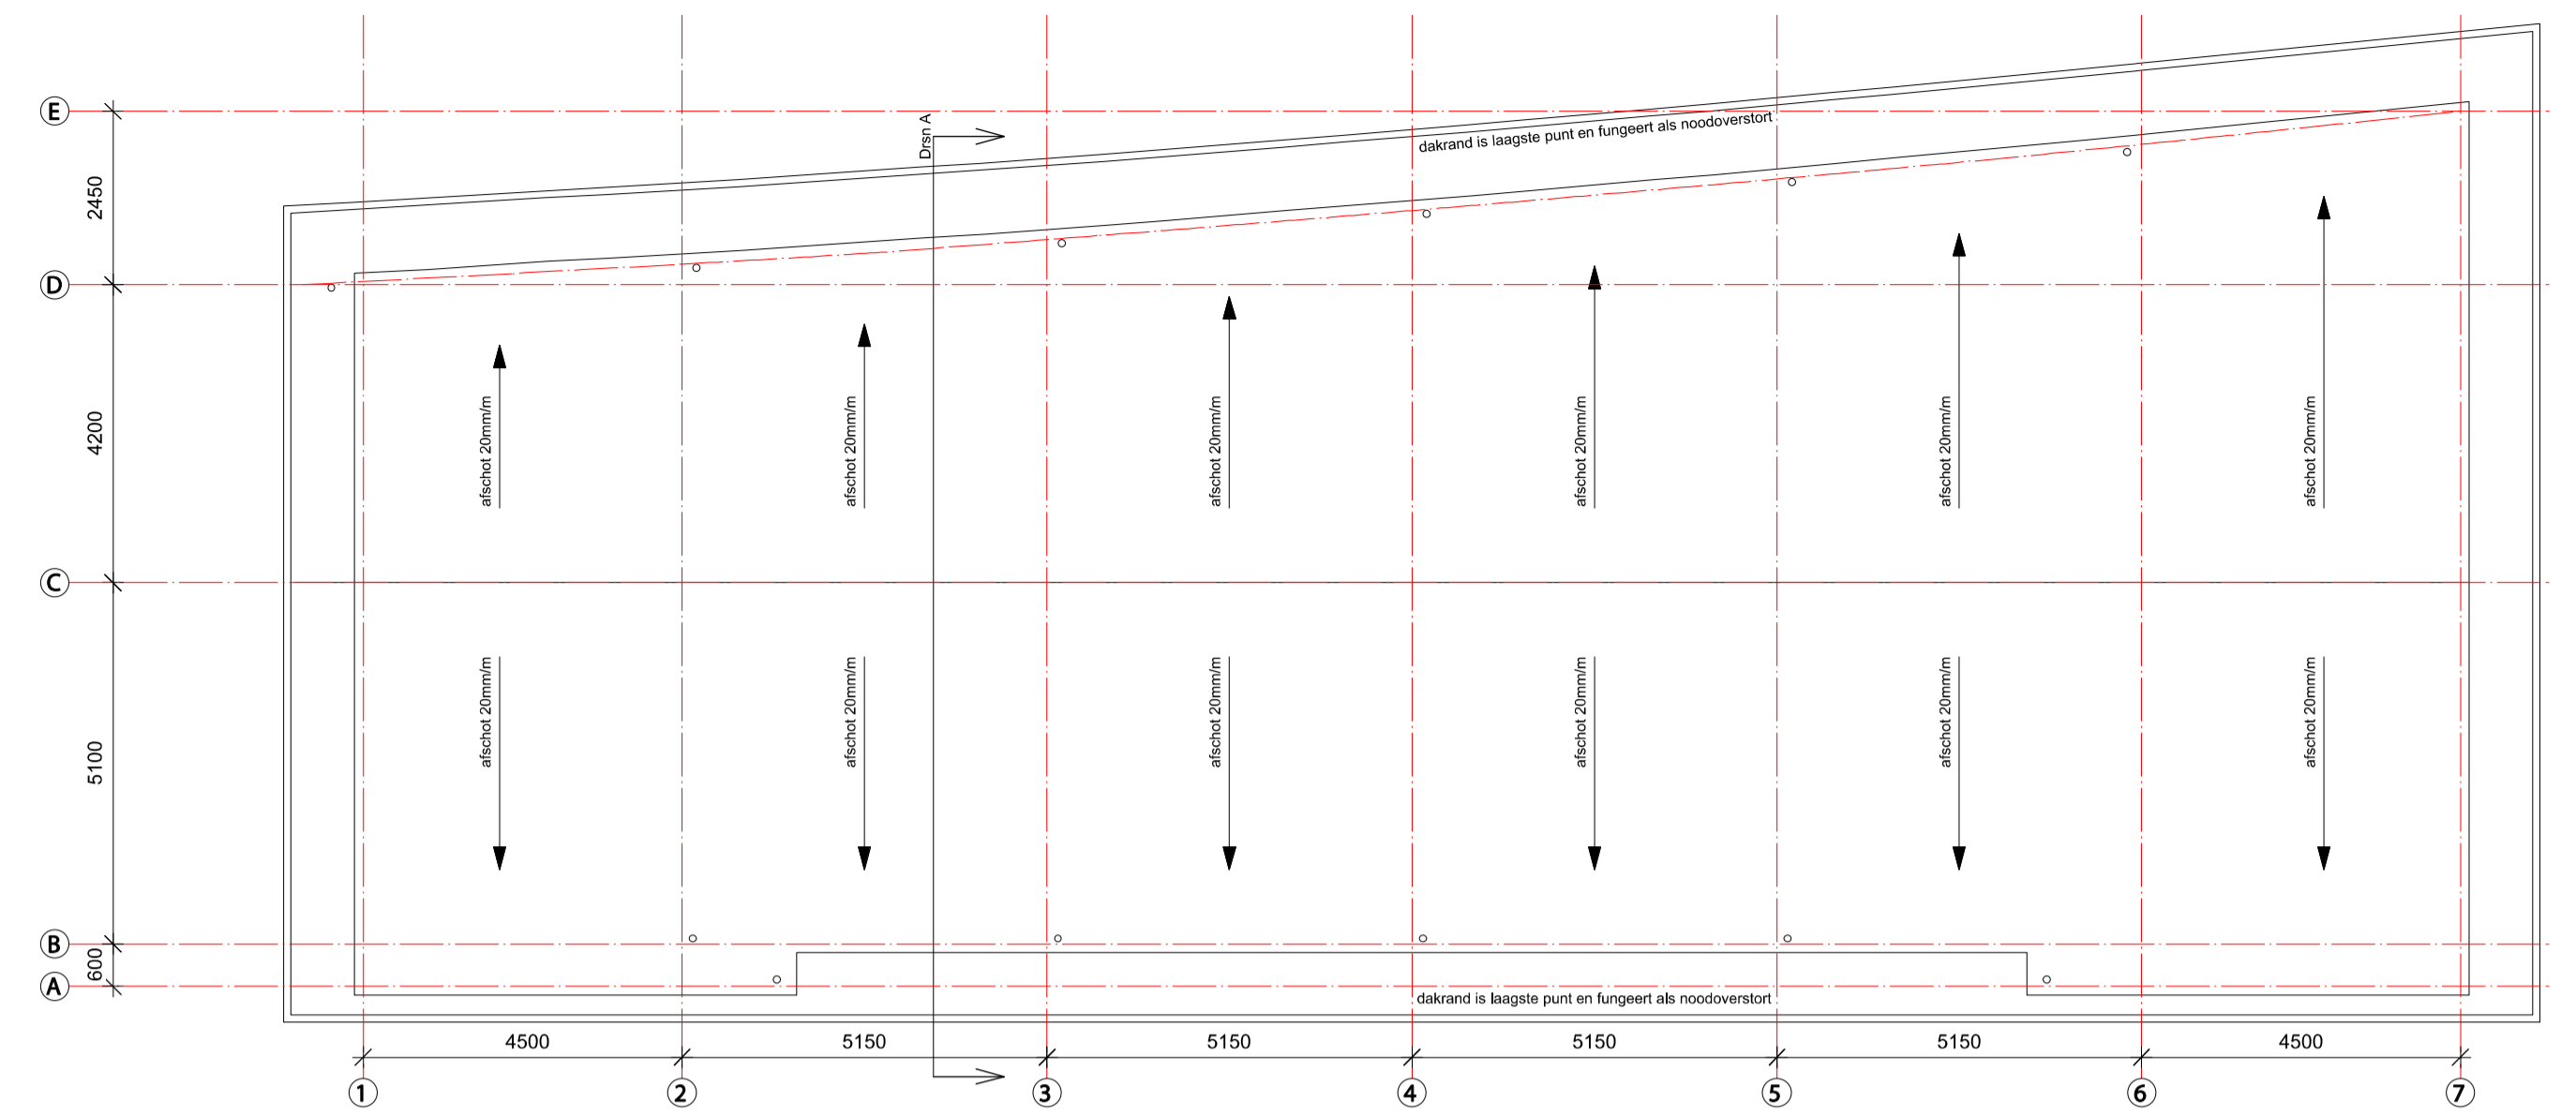 E
Drsn A
dakrand is laagste punt en fungeert als noodoverstort
2450
D
4200
afschot 20mm/m
afschot 20mm/m
afschot 20mm/m
afschot 20mm/m
afschot 20mm/m
afschot 20mm/m
C
5100
afschot 20mm/m
afschot 20mm/m
afschot 20mm/m
afschot 20mm/m
afschot 20mm/m
afschot 20mm/m
B
600
A
dakrand is laagste punt en fungeert als noodoverstort
4500
5150
5150
5150
5150
4500
1
2
3
4
5
6
7